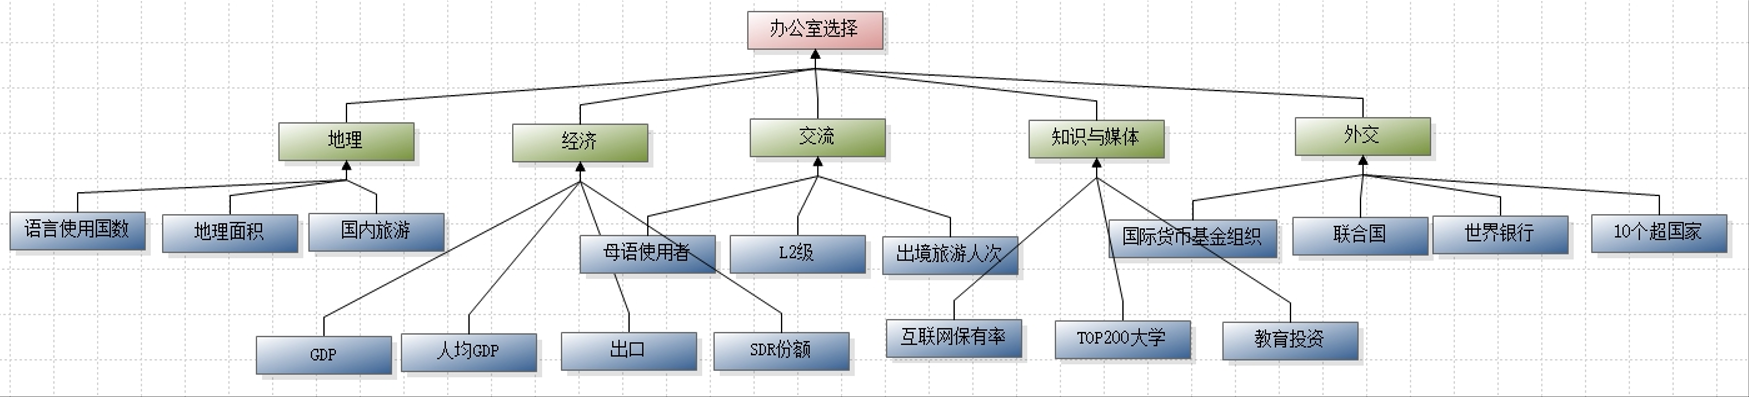 办公室选择
地理
经济
交流
知识与媒体
外交
语言使用国数
地理面积
国内旅游
母语使用者
L2级
出境旅游人次
国际货币基金组织
联合国
世界银行
10个超国家
GDP
人均GDP
出口
SDR份额
互联网保有率
TOP200大学
教育投资